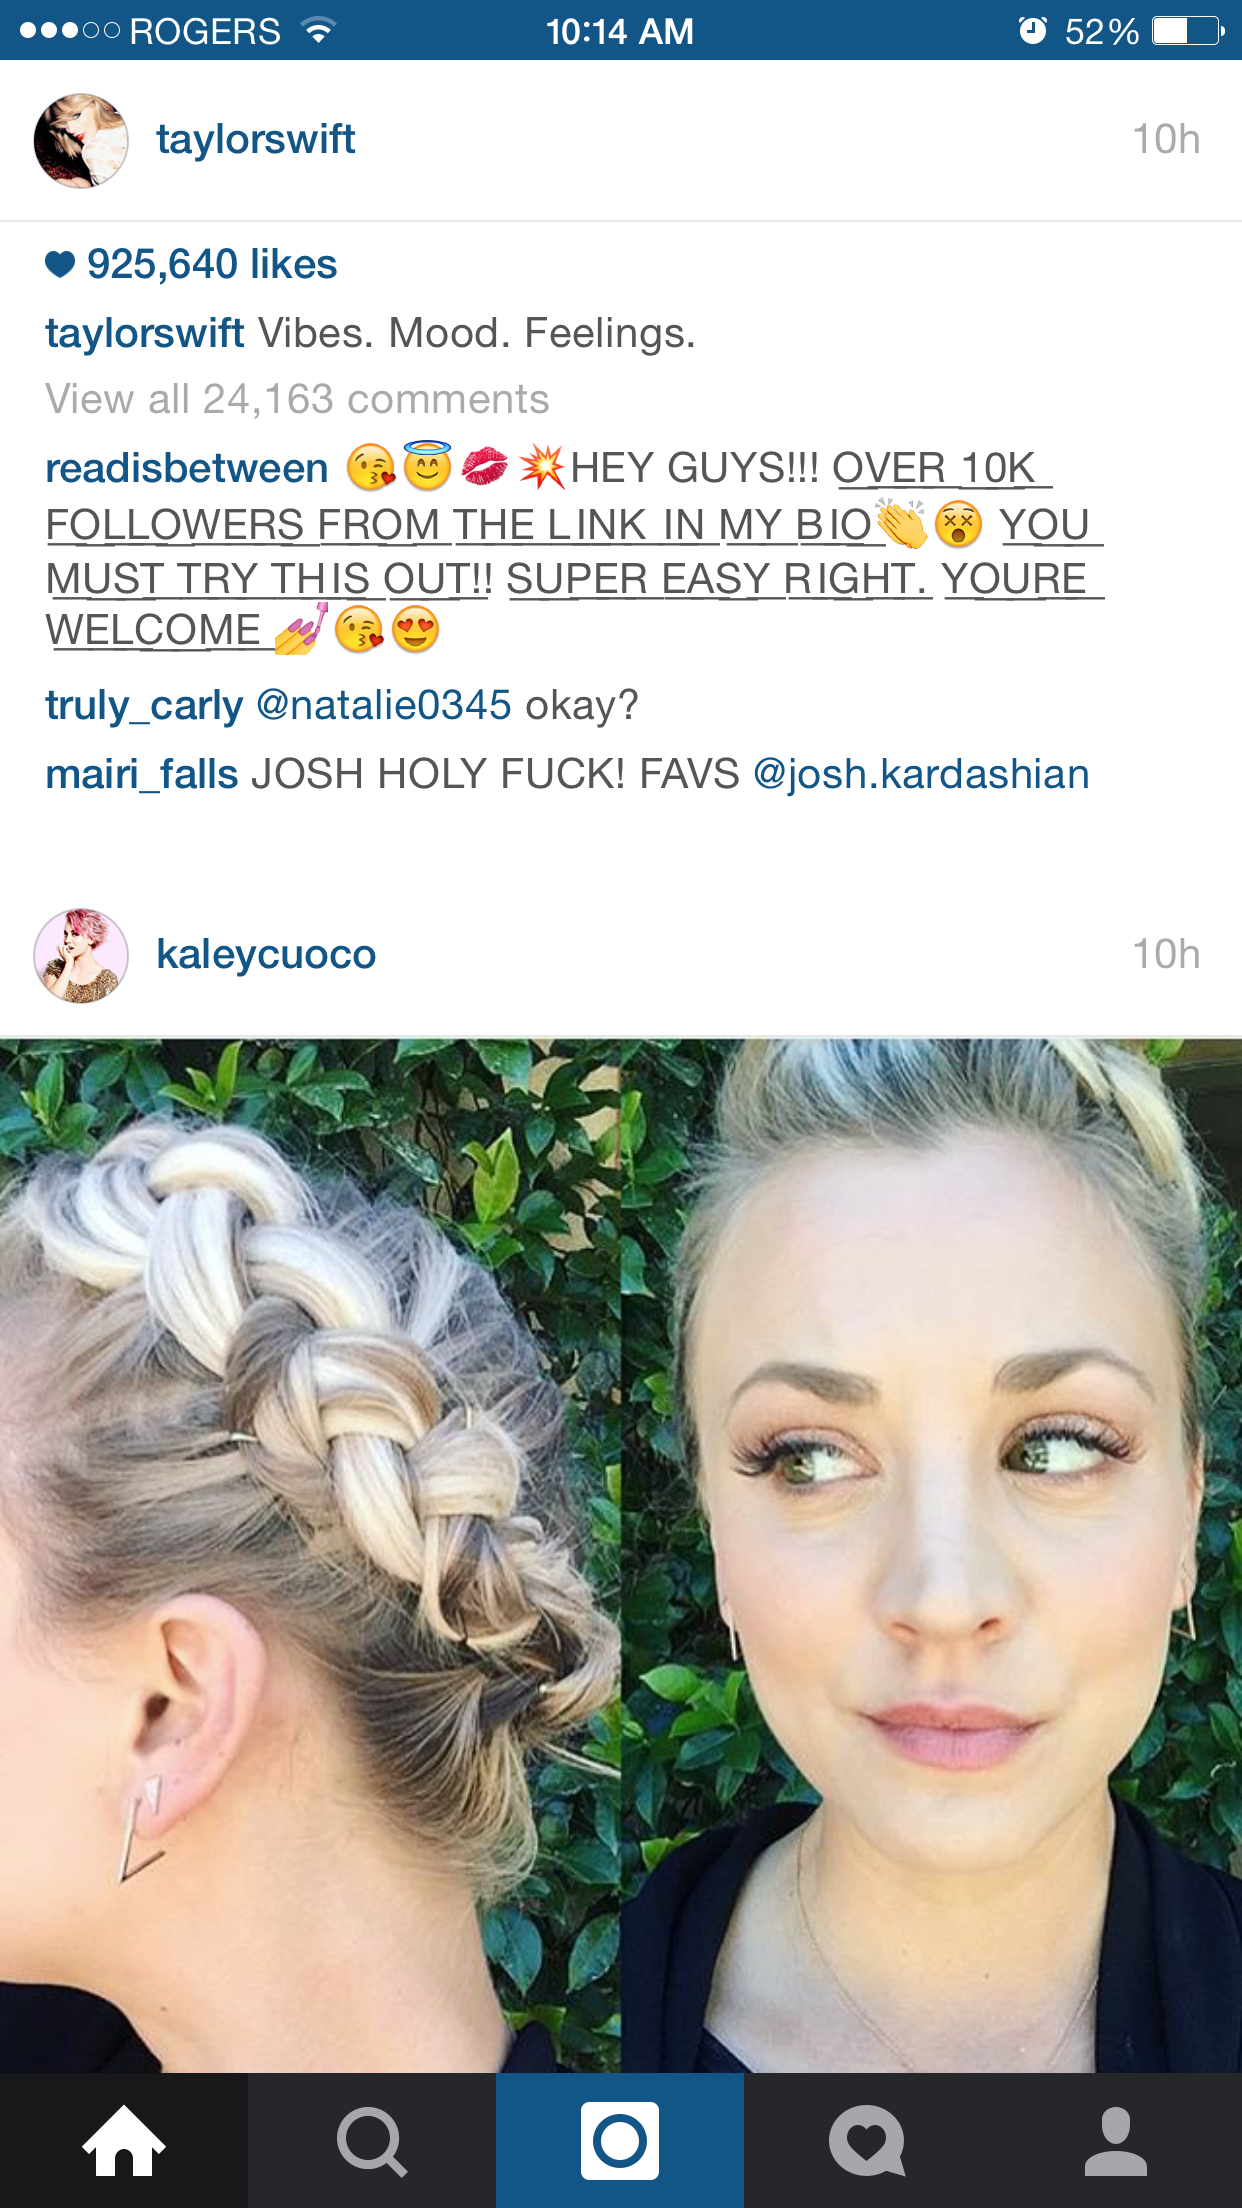 ROGERS 10:14 AM 52%
taylorswift 10h
925,640 likes
taylorswift Vibes. Mood. Feelings.
View all 24,163 comments
readisbetween 😘😇💋💥HEY GUYS!!! OVER 10K
FOLLOWERS FROM THE LINK IN MY BIO👏😵 YOU
MUST TRY THIS OUT!! SUPER EASY RIGHT. YOURE
WELCOME 💅😘😍
truly_carly @natalie0345 okay?
mairi_falls JOSH HOLY FUCK! FAVS @josh.kardashian
kaleycuoco 10h